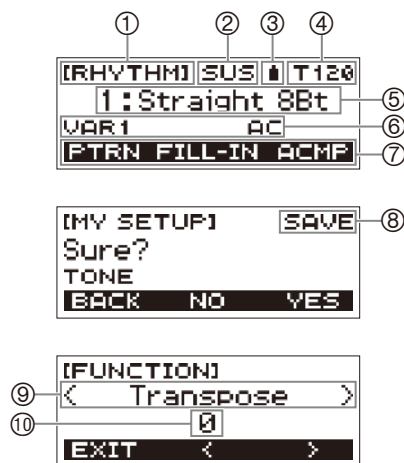 ① ② ③ ④
[RHYTHM] SUS T120
1:Straight 8Bt ⑤
VAR1 AC ⑥
PTRN FILL-IN ACMP ⑦
[MY SETUP] SAVE ⑧
Sure?
TONE
BACK NO YES
[FUNCTION]
⑨ < Transpose >
⑩ 0
EXIT < >